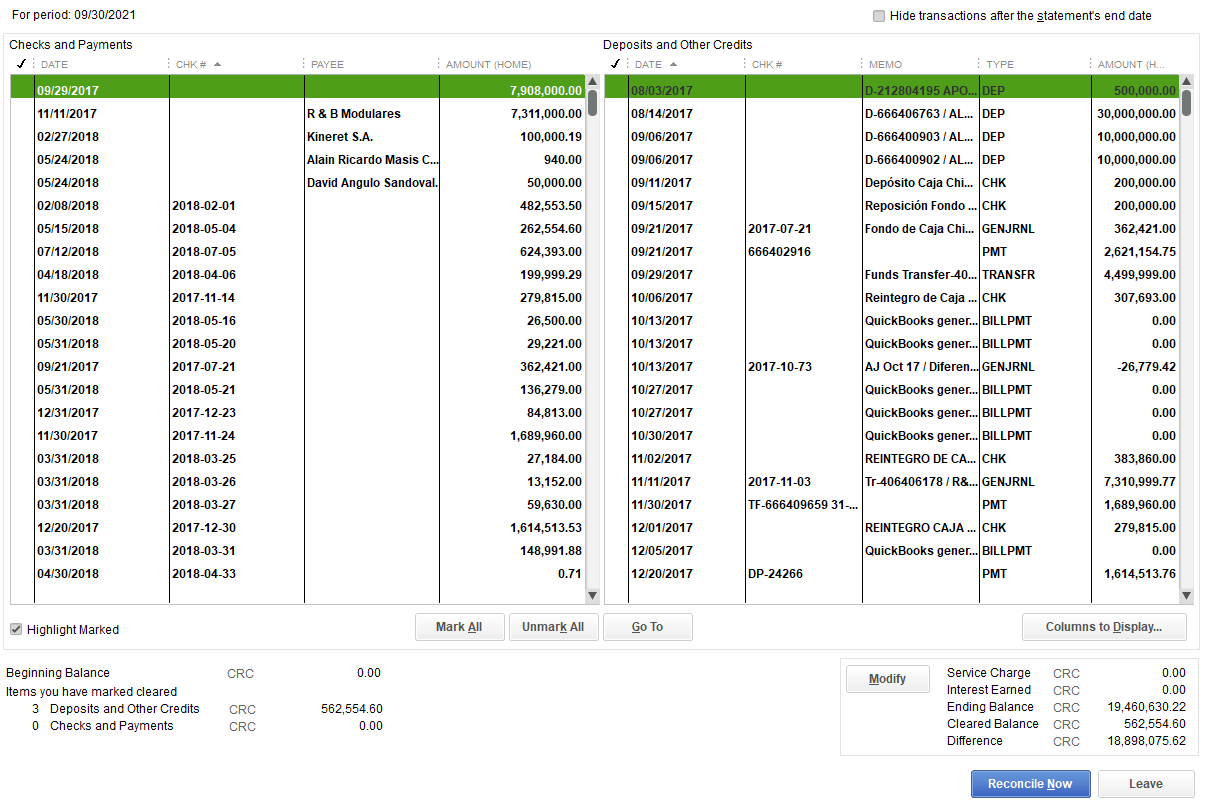 For period: 09/30/2021
Hide transactions after the statement's end date
Checks and Payments
✓ DATE CHK # PAYEE AMOUNT (HOME)
09/29/2017 7,908,000.00
11/11/2017 R & B Modulares 7,311,000.00
02/27/2018 Kineret S.A. 100,000.19
05/24/2018 Alain Ricardo Masis C... 940.00
05/24/2018 David Angulo Sandoval. 50,000.00
02/08/2018 2018-02-01 482,553.50
05/15/2018 2018-05-04 262,554.60
07/12/2018 2018-07-05 624,393.00
04/18/2018 2018-04-06 199,999.29
11/30/2017 2017-11-14 279,815.00
05/30/2018 2018-05-16 26,500.00
05/31/2018 2018-05-20 29,221.00
09/21/2017 2017-07-21 362,421.00
05/31/2018 2018-05-21 136,279.00
12/31/2017 2017-12-23 84,813.00
11/30/2017 2017-11-24 1,689,960.00
03/31/2018 2018-03-25 27,184.00
03/31/2018 2018-03-26 13,152.00
03/31/2018 2018-03-27 59,630.00
12/20/2017 2017-12-30 1,614,513.53
03/31/2018 2018-03-31 148,991.88
04/30/2018 2018-04-33 0.71
Deposits and Other Credits
✓ DATE CHK # MEMO TYPE AMOUNT (H...
08/03/2017 D-212804195 APO... DEP 500,000.00
08/14/2017 D-666406763 / AL... DEP 30,000,000.00
09/06/2017 D-666400903 / AL... DEP 10,000,000.00
09/06/2017 D-666400902 / AL... DEP 10,000,000.00
09/11/2017 Depósito Caja Chi... CHK 200,000.00
09/15/2017 Reposición Fondo ... CHK 200,000.00
09/21/2017 2017-07-21 Fondo de Caja Chi... GENJRNL 362,421.00
09/21/2017 666402916 PMT 2,621,154.75
09/29/2017 Funds Transfer-40... TRANSFR 4,499,999.00
10/06/2017 Reintegro de Caja ... CHK 307,693.00
10/13/2017 QuickBooks gener... BILLPMT 0.00
10/13/2017 QuickBooks gener... BILLPMT 0.00
10/13/2017 2017-10-73 AJ Oct 17 / Diferen... GENJRNL -26,779.42
10/27/2017 QuickBooks gener... BILLPMT 0.00
10/27/2017 QuickBooks gener... BILLPMT 0.00
10/30/2017 QuickBooks gener... BILLPMT 0.00
11/02/2017 REINTEGRO DE CA... CHK 383,860.00
11/11/2017 2017-11-03 Tr-406406178 / R&... GENJRNL 7,310,999.77
11/30/2017 TF-666409659 31-... PMT 1,689,960.00
12/01/2017 REINTEGRO CAJA ... CHK 279,815.00
12/05/2017 QuickBooks gener... BILLPMT 0.00
12/20/2017 DP-24266 PMT 1,614,513.76
Highlight Marked
Mark All
Unmark All
Go To
Columns to Display...
Beginning Balance CRC 0.00
Items you have marked cleared
3 Deposits and Other Credits CRC 562,554.60
0 Checks and Payments CRC 0.00
Modify
Service Charge CRC 0.00
Interest Earned CRC 0.00
Ending Balance CRC 19,460,630.22
Cleared Balance CRC 562,554.60
Difference CRC 18,898,075.62
Reconcile Now
Leave